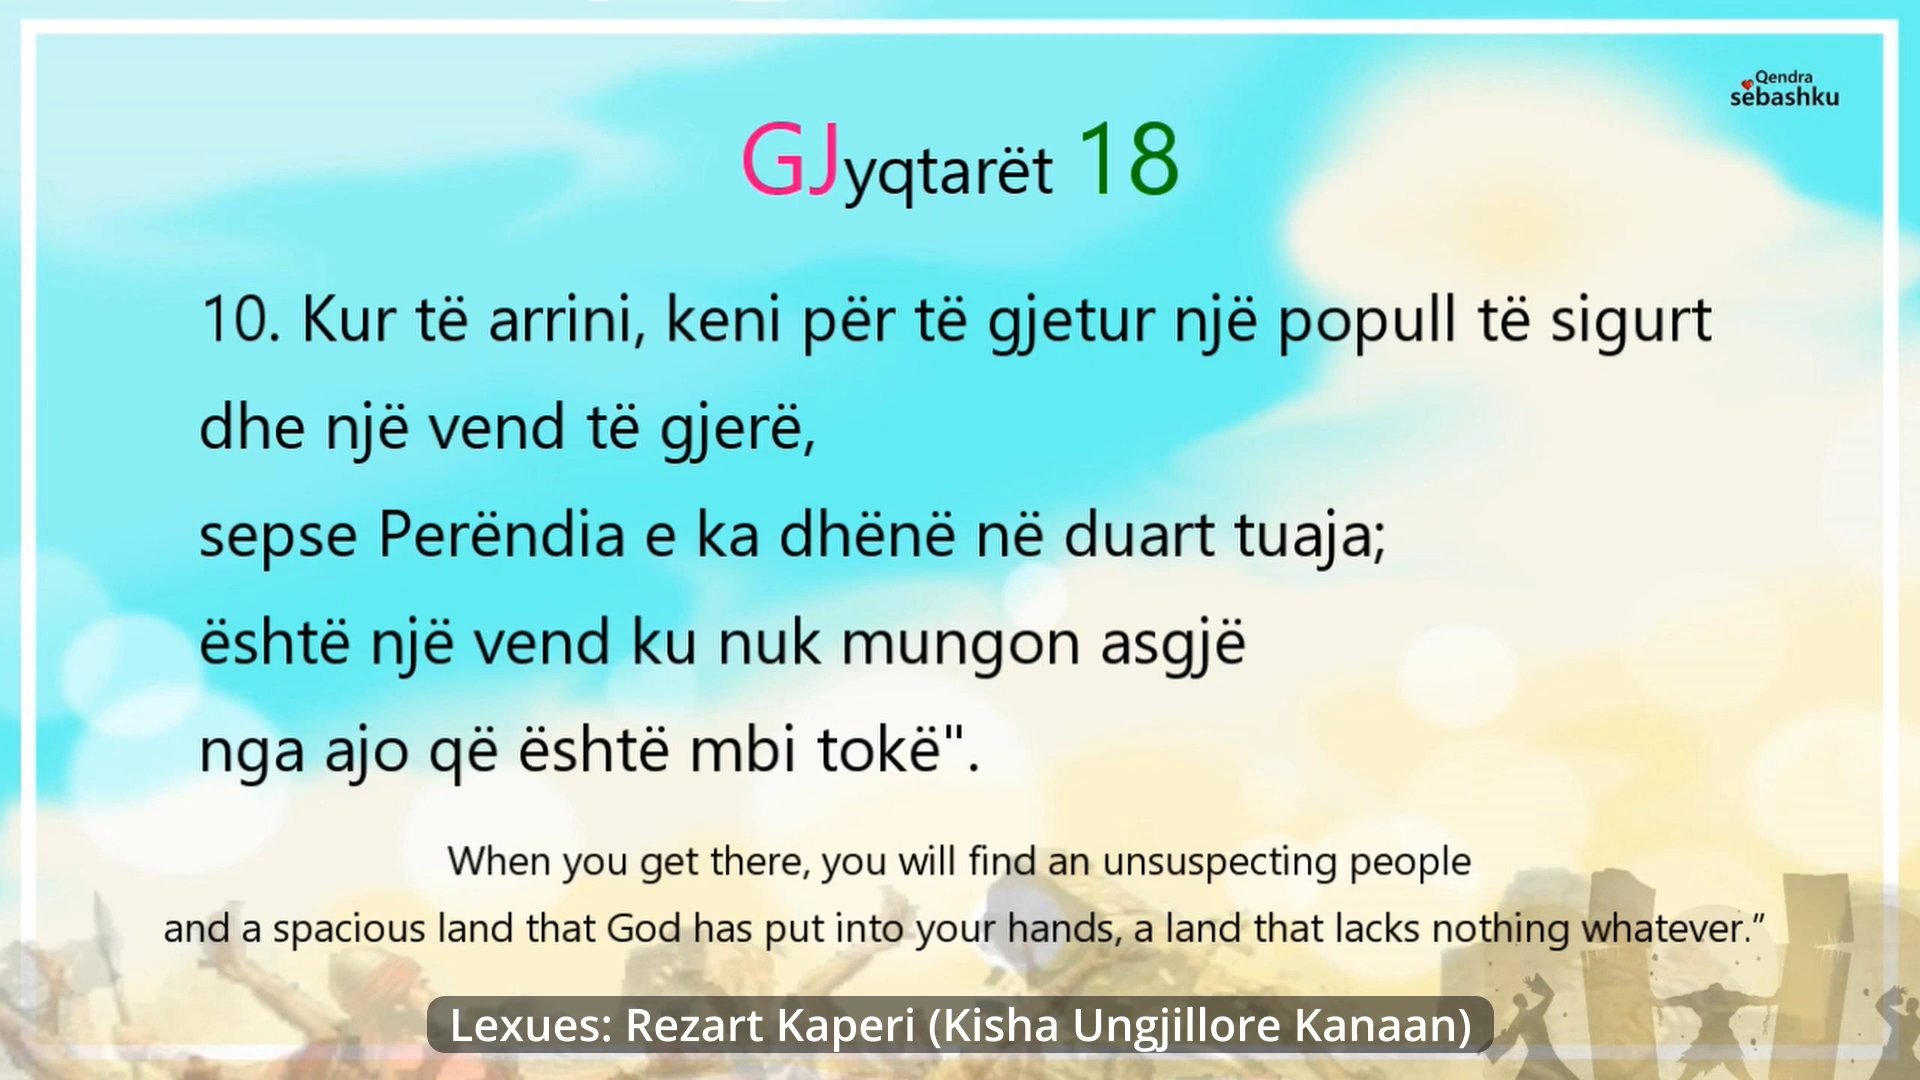 Qendra
sëbashku
GJyqtarët 18
10. Kur të arrini, keni për të gjetur një popull të sigurt
dhe një vend të gjerë,
sepse Perëndia e ka dhënë në duart tuaja;
është një vend ku nuk mungon asgjë
nga ajo që është mbi tokë".
When you get there, you will find an unsuspecting people
and a spacious land that God has put into your hands, a land that lacks nothing whatever.”
Lexues: Rezart Kaperi (Kisha Ungjillore Kanaan)